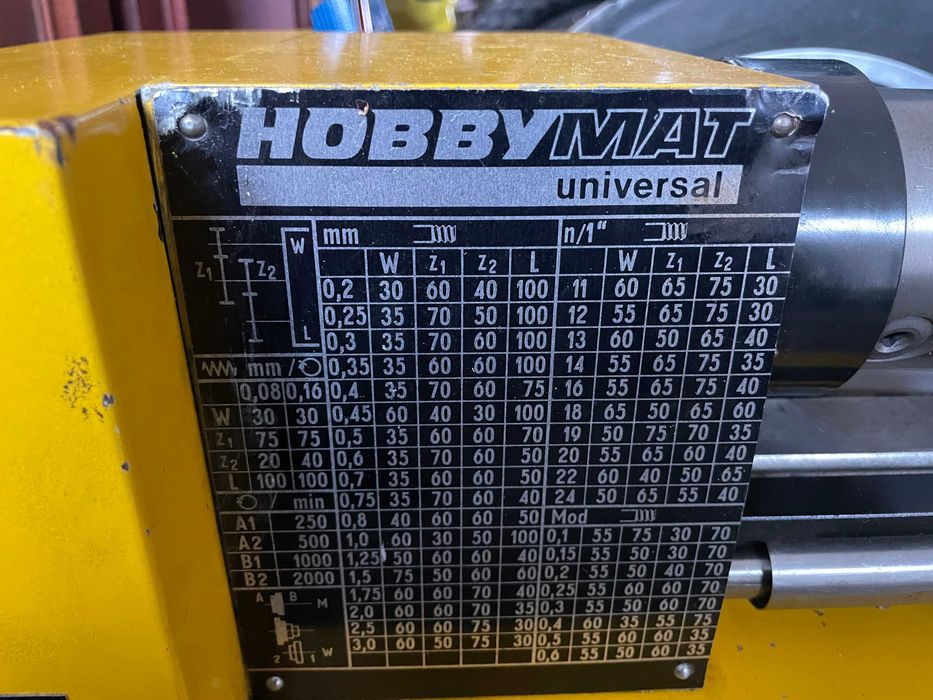 HOBBYMAT
universal
W
Z1 Z2
L
mm / 
0,08 0,16
W 30 30
Z1 75 75
Z2 20 40
L 100 100
/ min
A1 250
A2 500
B1 1000
B2 2000
A B M
2 1 W
mm
W Z1 Z2 L
0,2 30 60 40 100
0,25 35 70 50 100
0,3 35 70 60 100
0,35 35 60 60 100
0,4 35 70 60 75
0,45 60 40 30 100
0,5 35 60 60 70
0,6 35 70 60 50
0,7 35 60 60 50
0,75 35 70 60 40
0,8 40 60 60 50
1,0 60 30 50 100
1,25 50 60 60 40
1,5 75 50 60 60
1,75 60 60 70 40
2,0 60 60 70 35
2,5 60 60 75 30
3,0 60 50 75 30
n/1"
W Z1 Z2 L
11 60 65 75 30
12 55 65 75 30
13 60 50 65 40
14 55 65 75 35
16 55 65 75 40
18 65 50 65 60
19 50 75 70 35
20 55 65 60 40
22 60 40 50 65
24 50 65 55 40
Mod
0,1 55 75 30 70
0,15 55 50 30 70
0,2 55 50 40 70
0,25 55 60 60 70
0,3 55 50 60 70
0,4 60 35 55 75
0,5 55 60 60 35
0,6 55 50 60 35